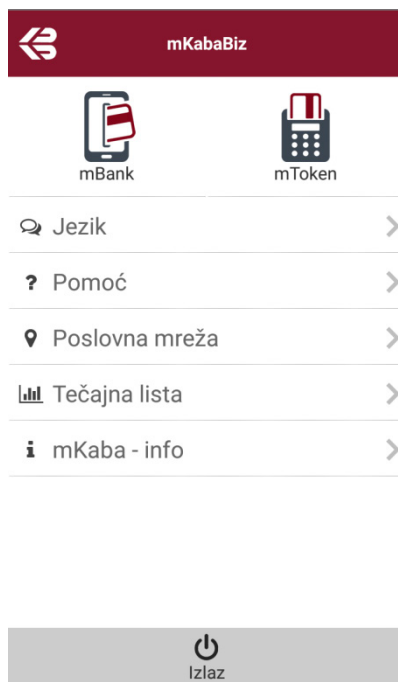 mKabaBiz
mBank
mToken
Jezik
Pomoć
Poslovna mreža
Tečajna lista
mKaba - info
Izlaz